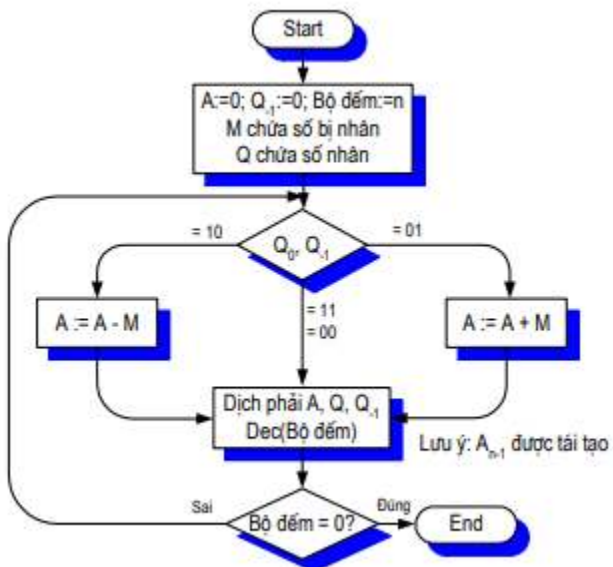 Start
A:=0; Q-1:=0; Bộ đếm:=n
M chứa số bị nhân
Q chứa số nhân
= 10
Q0, Q-1
= 01
A := A - M
= 11
= 00
A := A + M
Dịch phải A, Q, Q-1
Dec(Bộ đếm)
Lưu ý: An-1 được tái tạo
Sai
Bộ đếm = 0?
Đúng
End